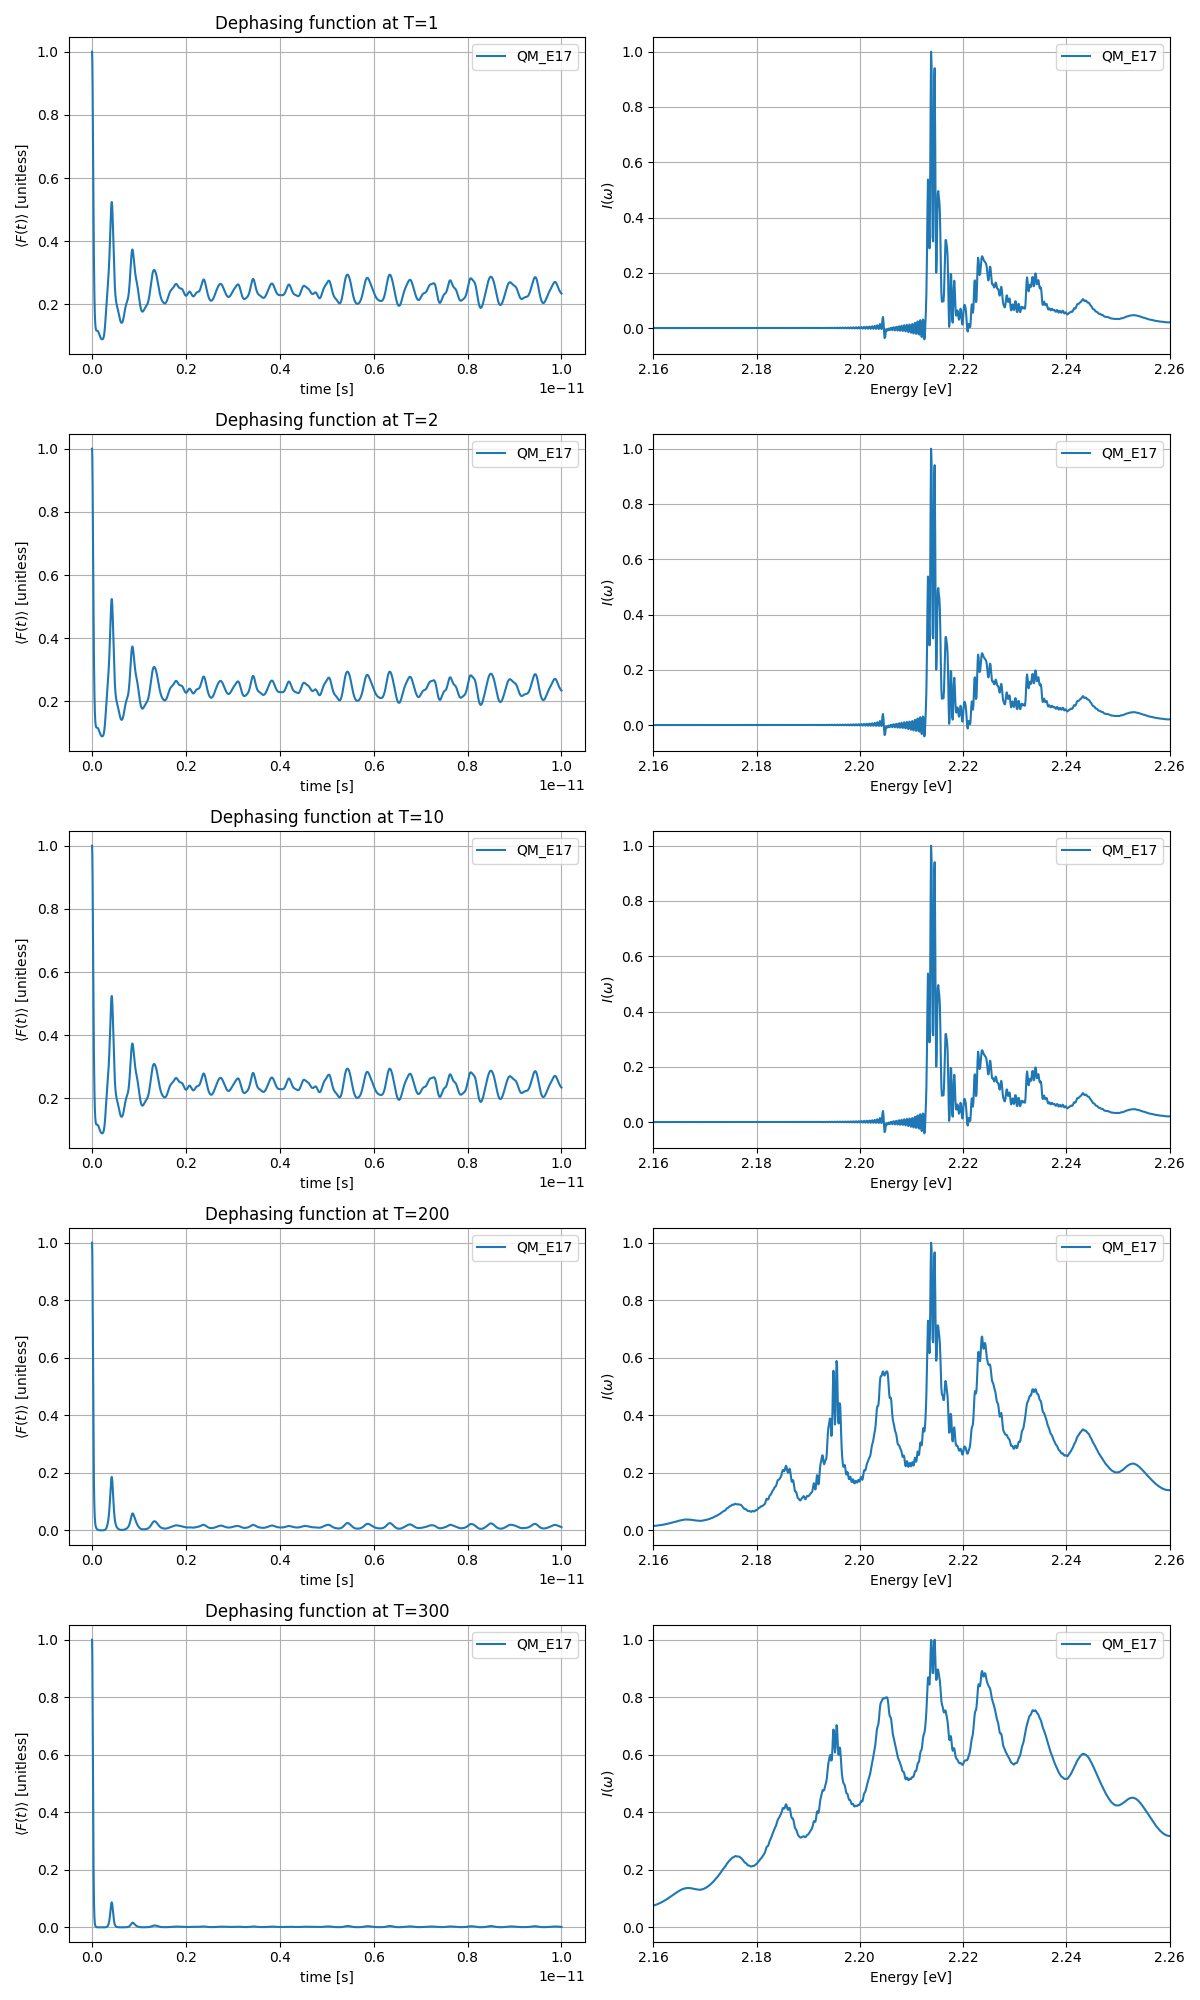 Dephasing function at T=1
QM_E17
QM_E17
⟨F(t)⟩ [unitless]
1.0
0.8
0.6
0.4
0.2
0.0 0.2 0.4 0.6 0.8 1.0
1e−11
time [s]
I(ω)
1.0
0.8
0.6
0.4
0.2
0.0
2.16 2.18 2.20 2.22 2.24 2.26
Energy [eV]
Dephasing function at T=2
QM_E17
QM_E17
⟨F(t)⟩ [unitless]
1.0
0.8
0.6
0.4
0.2
0.0 0.2 0.4 0.6 0.8 1.0
1e−11
time [s]
I(ω)
1.0
0.8
0.6
0.4
0.2
0.0
2.16 2.18 2.20 2.22 2.24 2.26
Energy [eV]
Dephasing function at T=10
QM_E17
QM_E17
⟨F(t)⟩ [unitless]
1.0
0.8
0.6
0.4
0.2
0.0 0.2 0.4 0.6 0.8 1.0
1e−11
time [s]
I(ω)
1.0
0.8
0.6
0.4
0.2
0.0
2.16 2.18 2.20 2.22 2.24 2.26
Energy [eV]
Dephasing function at T=200
QM_E17
QM_E17
⟨F(t)⟩ [unitless]
1.0
0.8
0.6
0.4
0.2
0.0
0.0 0.2 0.4 0.6 0.8 1.0
1e−11
time [s]
I(ω)
1.0
0.8
0.6
0.4
0.2
0.0
2.16 2.18 2.20 2.22 2.24 2.26
Energy [eV]
Dephasing function at T=300
QM_E17
QM_E17
⟨F(t)⟩ [unitless]
1.0
0.8
0.6
0.4
0.2
0.0
0.0 0.2 0.4 0.6 0.8 1.0
1e−11
time [s]
I(ω)
1.0
0.8
0.6
0.4
0.2
0.0
2.16 2.18 2.20 2.22 2.24 2.26
Energy [eV]